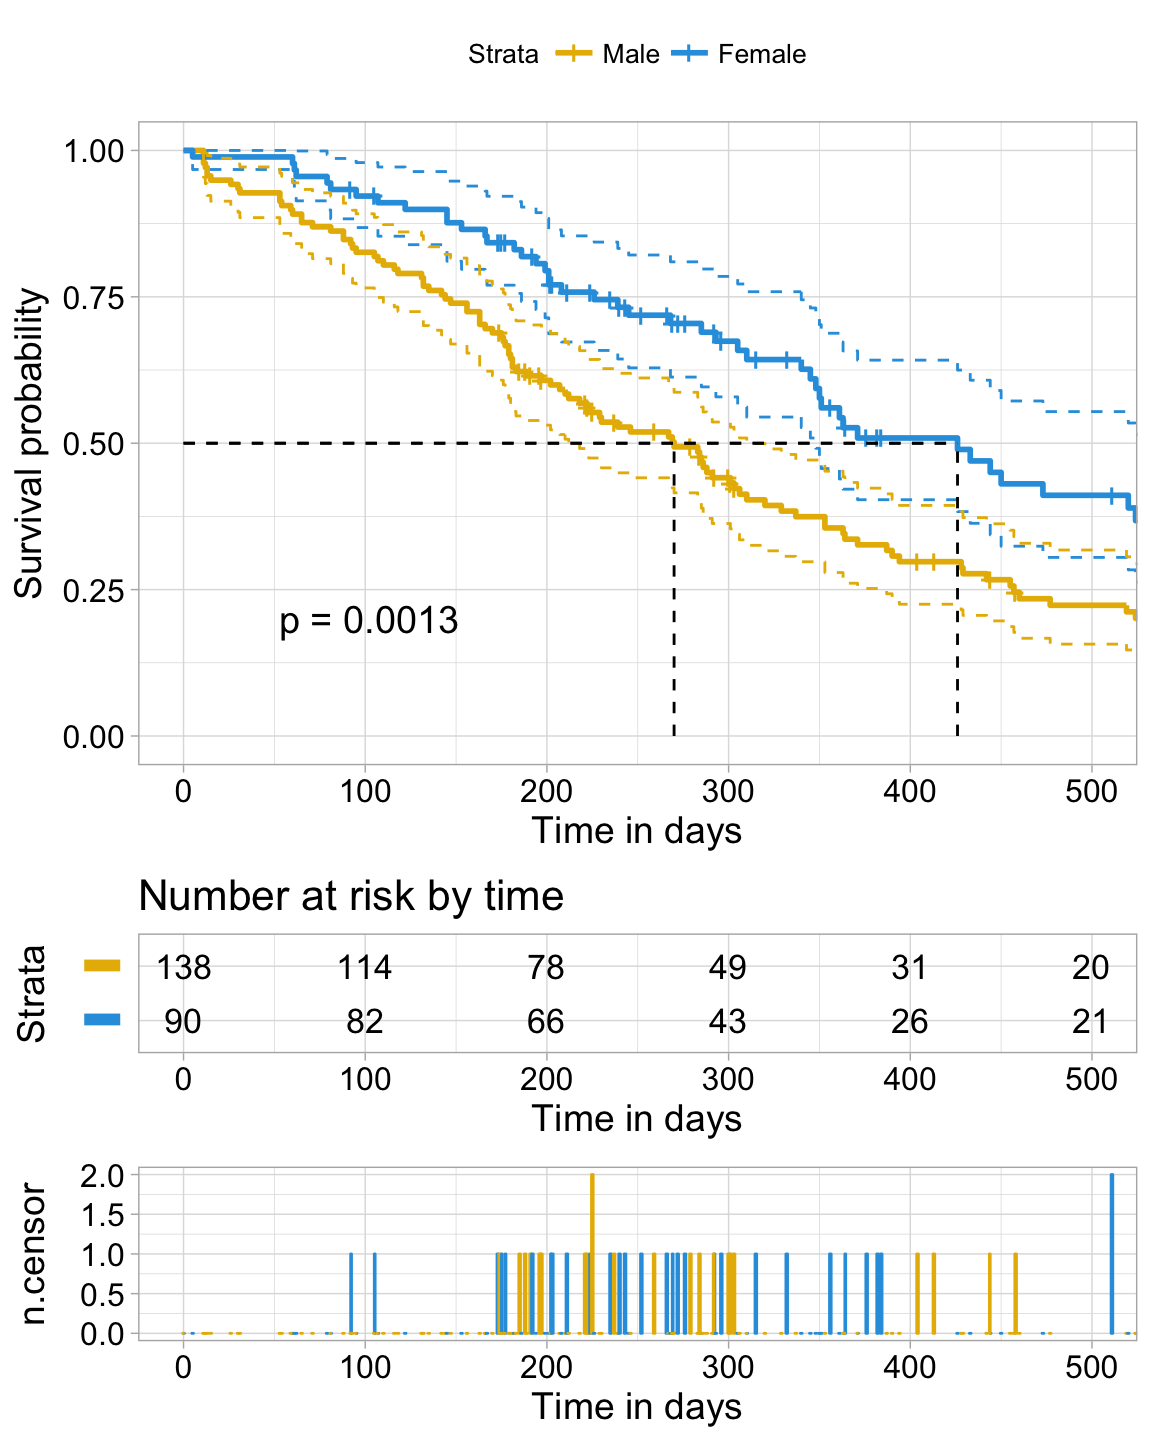 Strata Male Female
Survival probability
1.00
0.75
0.50
0.25
0.00
p = 0.0013
0 100 200 300 400 500
Time in days
Number at risk by time
Strata
138 114 78 49 31 20
90 82 66 43 26 21
0 100 200 300 400 500
Time in days
n.censor
2.0
1.5
1.0
0.5
0.0
0 100 200 300 400 500
Time in days